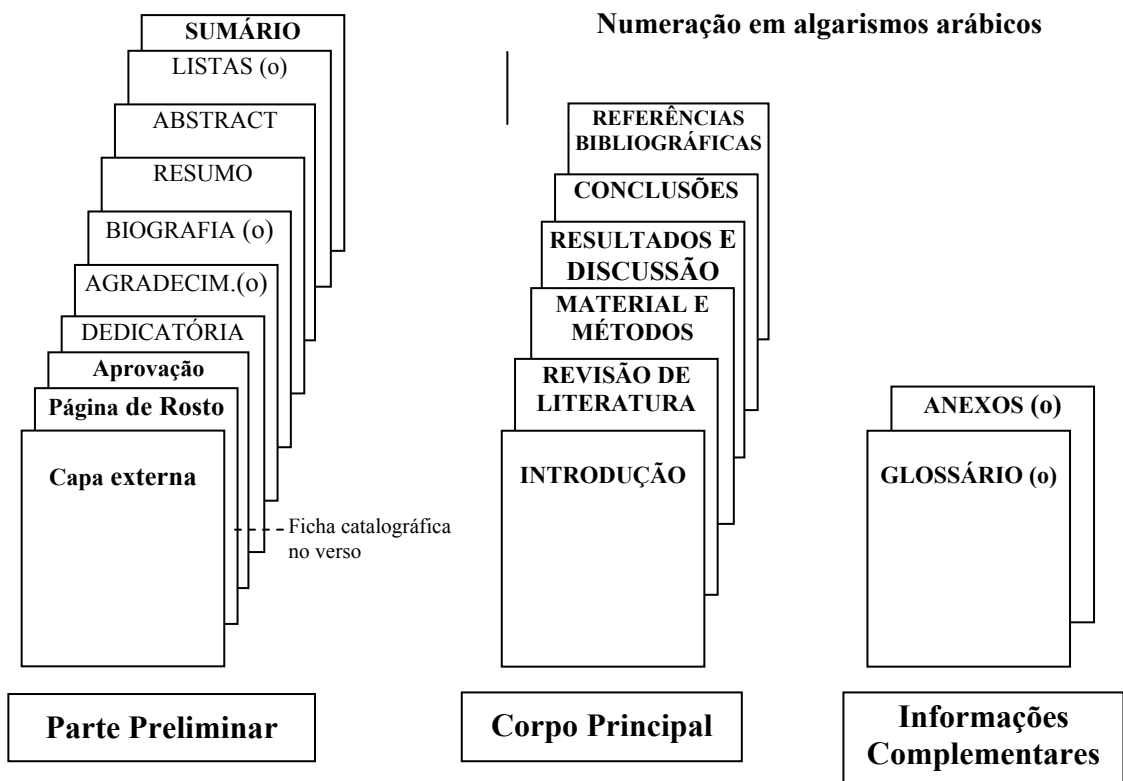 Numeração em algarismos arábicos
SUMÁRIO
LISTAS (o)
ABSTRACT
RESUMO
BIOGRAFIA (o)
AGRADECIM.(o)
DEDICATÓRIA
Aprovação
Página de Rosto
Capa externa
Ficha catalográfica
no verso
Parte Preliminar
REFERÊNCIAS
BIBLIOGRÁFICAS
CONCLUSÕES
RESULTADOS E
DISCUSSÃO
MATERIAL E
MÉTODOS
REVISÃO DE
LITERATURA
INTRODUÇÃO
Corpo Principal
ANEXOS (o)
GLOSSÁRIO (o)
Informações
Complementares